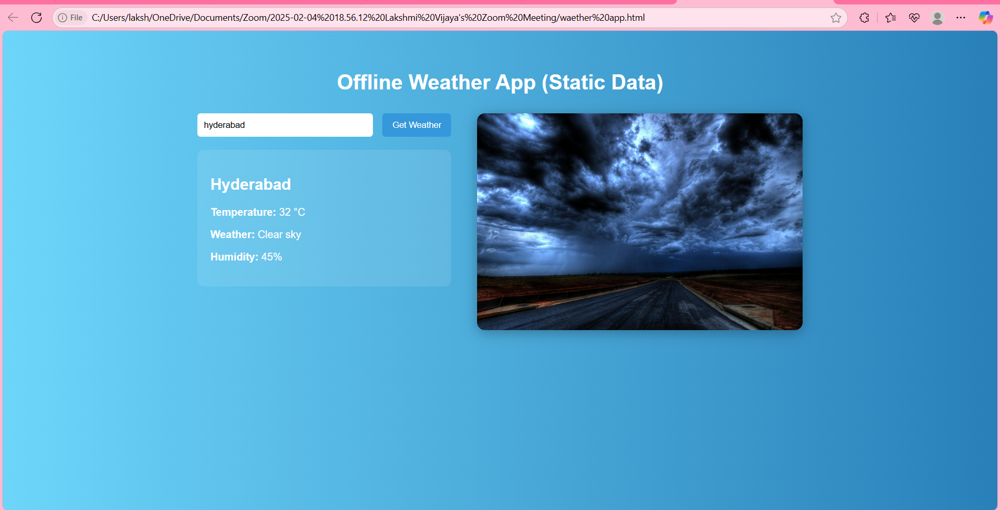 File C:/Users/laksh/OneDrive/Documents/Zoom/2025-02-04%2018.56.12%20Lakshmi%20Vijaya's%20Zoom%20Meeting/waether%20app.html
Offline Weather App (Static Data)
hyderabad Get Weather
Hyderabad
Temperature: 32 °C
Weather: Clear sky
Humidity: 45%